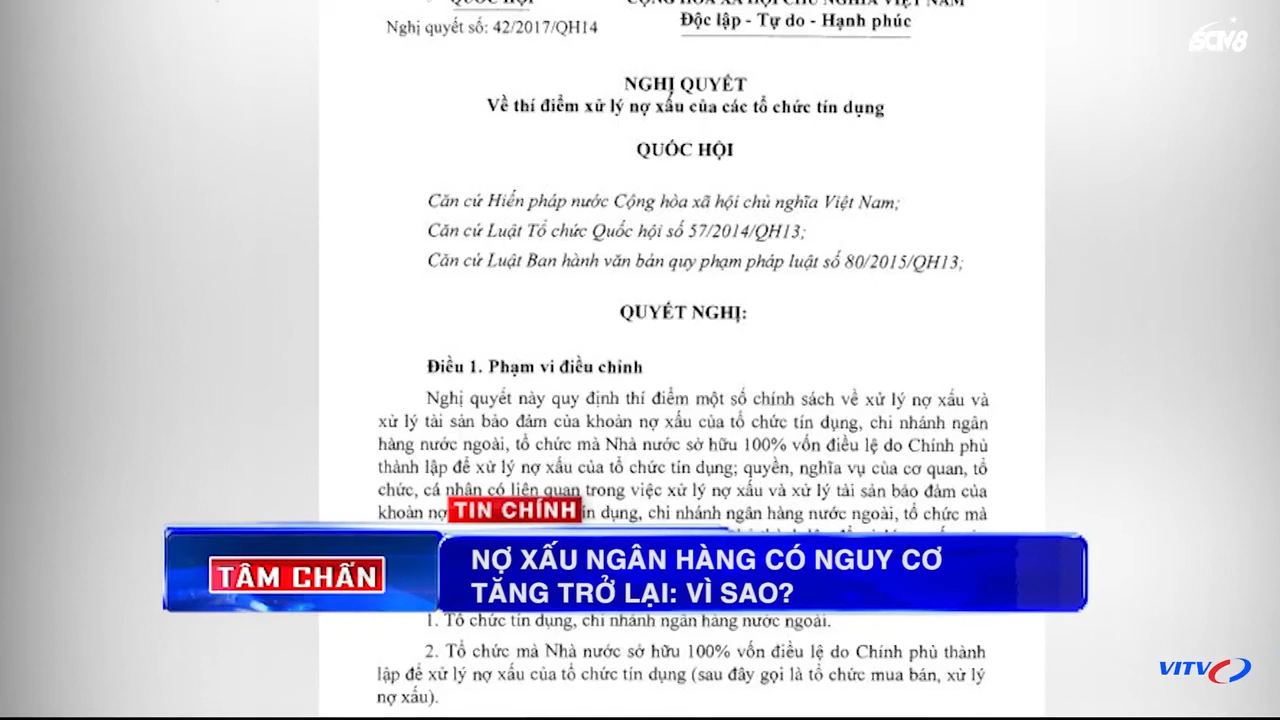 QUỐC HỘI
CỘNG HÒA XÃ HỘI CHỦ NGHĨA VIỆT NAM
Nghị quyết số: 42/2017/QH14
Độc lập - Tự do - Hạnh phúc
SCTV8
NGHỊ QUYẾT
Về thí điểm xử lý nợ xấu của các tổ chức tín dụng
QUỐC HỘI
Căn cứ Hiến pháp nước Cộng hòa xã hội chủ nghĩa Việt Nam;
Căn cứ Luật Tổ chức Quốc hội số 57/2014/QH13;
Căn cứ Luật Ban hành văn bản quy phạm pháp luật số 80/2015/QH13;
QUYẾT NGHỊ:
Điều 1. Phạm vi điều chỉnh
Nghị quyết này quy định thí điểm một số chính sách về xử lý nợ xấu và
xử lý tài sản bảo đảm của khoản nợ xấu của tổ chức tín dụng, chi nhánh ngân
hàng nước ngoài, tổ chức mà Nhà nước sở hữu 100% vốn điều lệ do Chính phủ
thành lập để xử lý nợ xấu của tổ chức tín dụng; quyền, nghĩa vụ của cơ quan, tổ
chức, cá nhân có liên quan trong việc xử lý nợ xấu và xử lý tài sản bảo đảm của
khoản nợ tín dụng, chi nhánh ngân hàng nước ngoài, tổ chức mà
TIN CHÍNH
TÂM CHẤN
NỢ XẤU NGÂN HÀNG CÓ NGUY CƠ
TĂNG TRỞ LẠI: VÌ SAO?
1. Tổ chức tín dụng, chi nhánh ngân hàng nước ngoài.
2. Tổ chức mà Nhà nước sở hữu 100% vốn điều lệ do Chính phủ thành
lập để xử lý nợ xấu của tổ chức tín dụng (sau đây gọi là tổ chức mua bán, xử lý
nợ xấu).
VITV